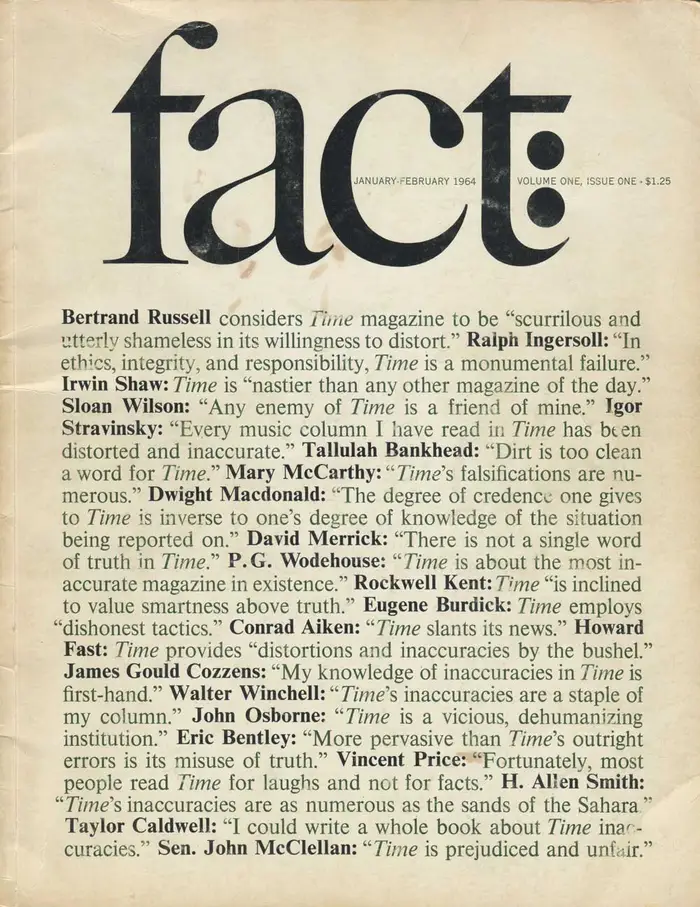 fact:
JANUARY-FEBRUARY 1964
VOLUME ONE, ISSUE ONE • $1.25
Bertrand Russell considers Time magazine to be “scurrilous and
utterly shameless in its willingness to distort.” Ralph Ingersoll: “In
ethics, integrity, and responsibility, Time is a monumental failure.”
Irwin Shaw: Time is “nastier than any other magazine of the day.”
Sloan Wilson: “Any enemy of Time is a friend of mine.” Igor
Stravinsky: “Every music column I have read in Time has been
distorted and inaccurate.” Tallulah Bankhead: “Dirt is too clean
a word for Time.” Mary McCarthy: “Time’s falsifications are nu-
merous.” Dwight Macdonald: “The degree of credence one gives
to Time is inverse to one’s degree of knowledge of the situation
being reported on.” David Merrick: “There is not a single word
of truth in Time.” P.G. Wodehouse: “Time is about the most in-
accurate magazine in existence.” Rockwell Kent: Time “is inclined
to value smartness above truth.” Eugene Burdick: Time employs
“dishonest tactics.” Conrad Aiken: “Time slants its news.” Howard
Fast: Time provides “distortions and inaccuracies by the bushel.”
James Gould Cozzens: “My knowledge of inaccuracies in Time is
first-hand.” Walter Winchell: “Time’s inaccuracies are a staple of
my column.” John Osborne: “Time is a vicious, dehumanizing
institution.” Eric Bentley: “More pervasive than Time’s outright
errors is its misuse of truth.” Vincent Price: “Fortunately, most
people read Time for laughs and not for facts.” H. Allen Smith:
“Time’s inaccuracies are as numerous as the sands of the Sahara.”
Taylor Caldwell: “I could write a whole book about Time inac-
curacies.” Sen. John McClellan: “Time is prejudiced and unfair.”